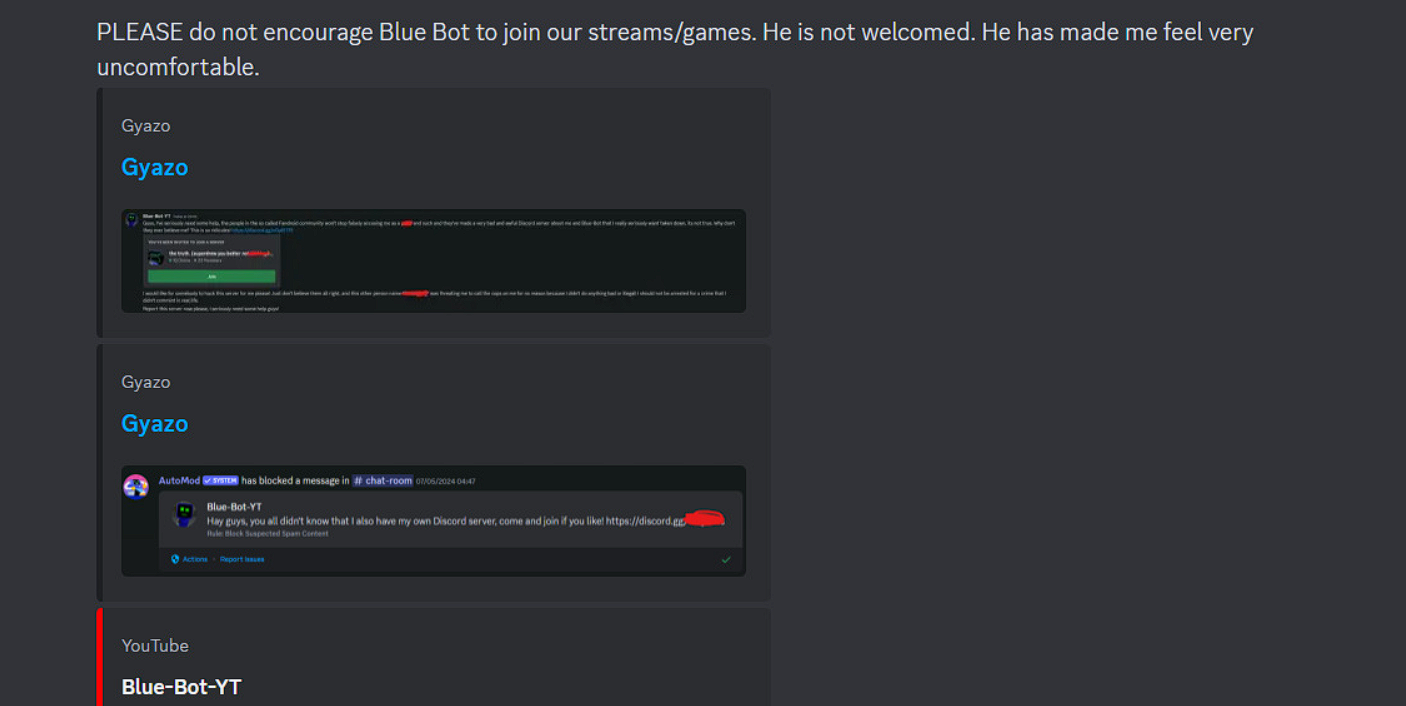 PLEASE do not encourage Blue Bot to join our streams/games. He is not welcomed. He has made me feel very
uncomfortable.
Gyazo
Gyazo
Blue-Bot-YT
Guys, I've seriously need some help, the people in the so called Fandroid community won't stop falsely accusing me as a and such and they've made a very bad and awful Discord server about me and Blue-Bot that I really seriously want taken down. Its not true. Why don't
they ever believe me? This is so ridiculous
YOU'VE BEEN INVITED TO JOIN A SERVER
the truth.
Join
I would like for somebody to hack this server for me please! Just don't believe them all right, and this other person name was threating me to call the cops on me for no reason because I didn't do anything bad or illegal! I should not be arrested for a crime that I
didn't commited in real life.
Report this server now please, I seriously need some help guys!
Gyazo
Gyazo
AutoMod ✓ SYSTEM has blocked a message in # chat-room 07/05/2024 04:47
Blue-Bot-YT
Hay guys, you all didn't know that I also have my own Discord server, come and join if you like! https://discord.gg/
Rule: Block Suspected Spam Content
Actions • Report Issues
YouTube
Blue-Bot-YT